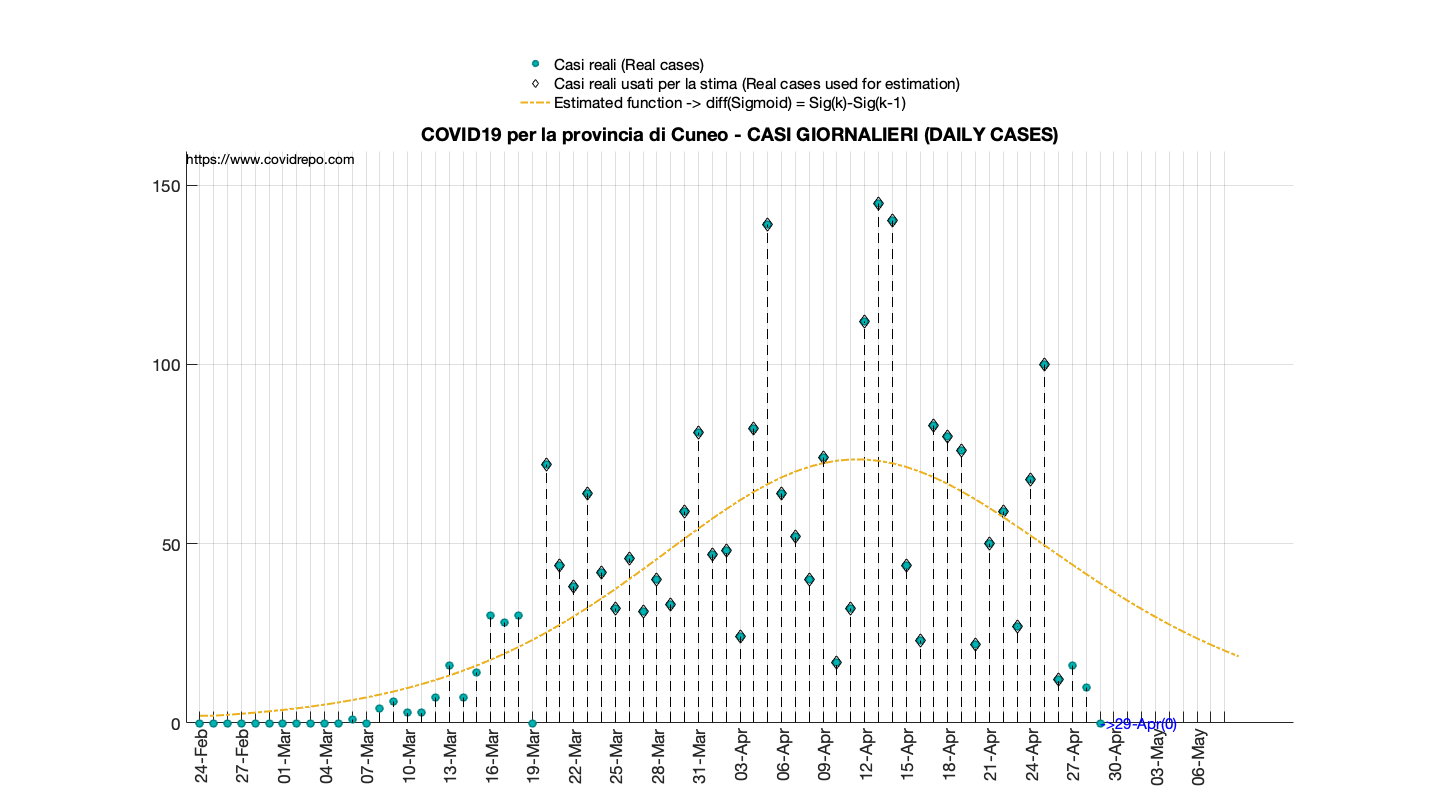 Casi reali (Real cases)
Casi reali usati per la stima (Real cases used for estimation)
Estimated function -> diff(Sigmoid) = Sig(k)-Sig(k-1)
COVID19 per la provincia di Cuneo - CASI GIORNALIERI (DAILY CASES)
https://www.covidrepo.com
150
100
50
0
->29-Apr(0)
24-Feb
27-Feb
01-Mar
04-Mar
07-Mar
10-Mar
13-Mar
16-Mar
19-Mar
22-Mar
25-Mar
28-Mar
31-Mar
03-Apr
06-Apr
09-Apr
12-Apr
15-Apr
18-Apr
21-Apr
24-Apr
27-Apr
30-Apr
03-May
06-May